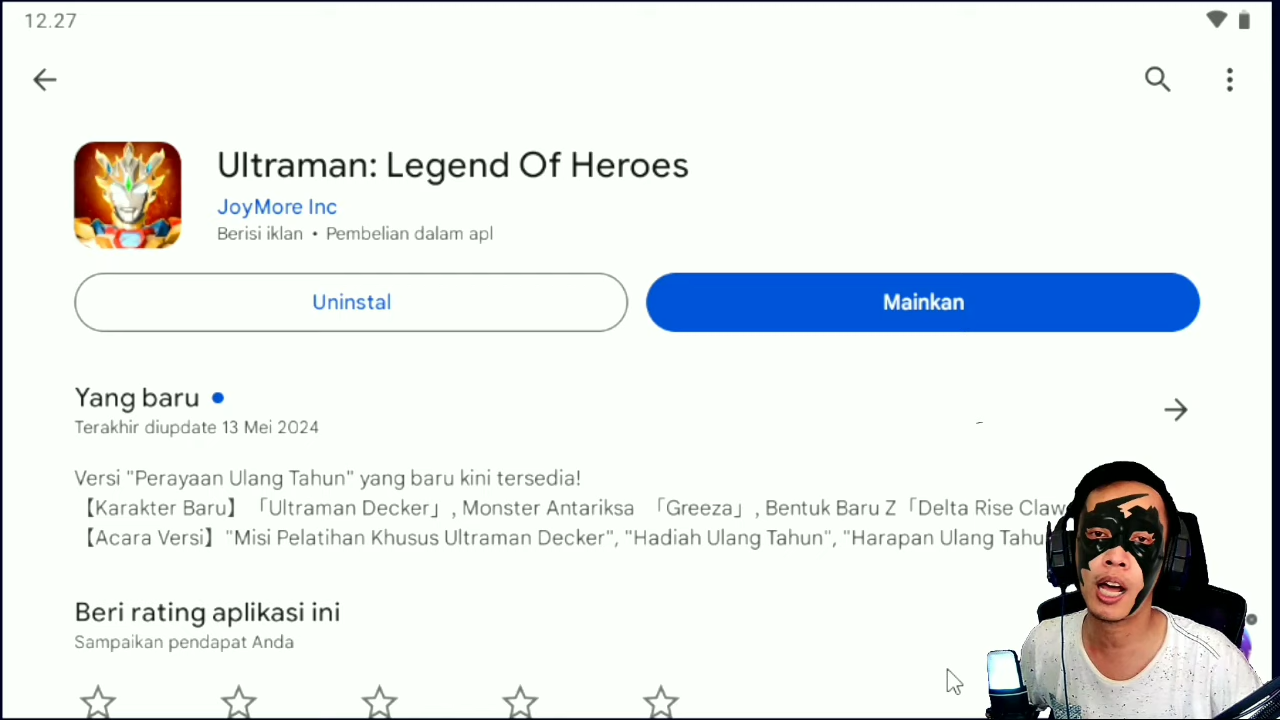 12.27
Ultraman: Legend Of Heroes
JoyMore Inc
Berisi iklan • Pembelian dalam apl
Uninstal
Mainkan
Yang baru
Terakhir diupdate 13 Mei 2024
Versi "Perayaan Ulang Tahun" yang baru kini tersedia!
【Karakter Baru】「Ultraman Decker」, Monster Antariksa 「Greeza」, Bentuk Baru Z「Delta Rise Claw
【Acara Versi】"Misi Pelatihan Khusus Ultraman Decker", "Hadiah Ulang Tahun", "Harapan Ulang Tahu
Beri rating aplikasi ini
Sampaikan pendapat Anda